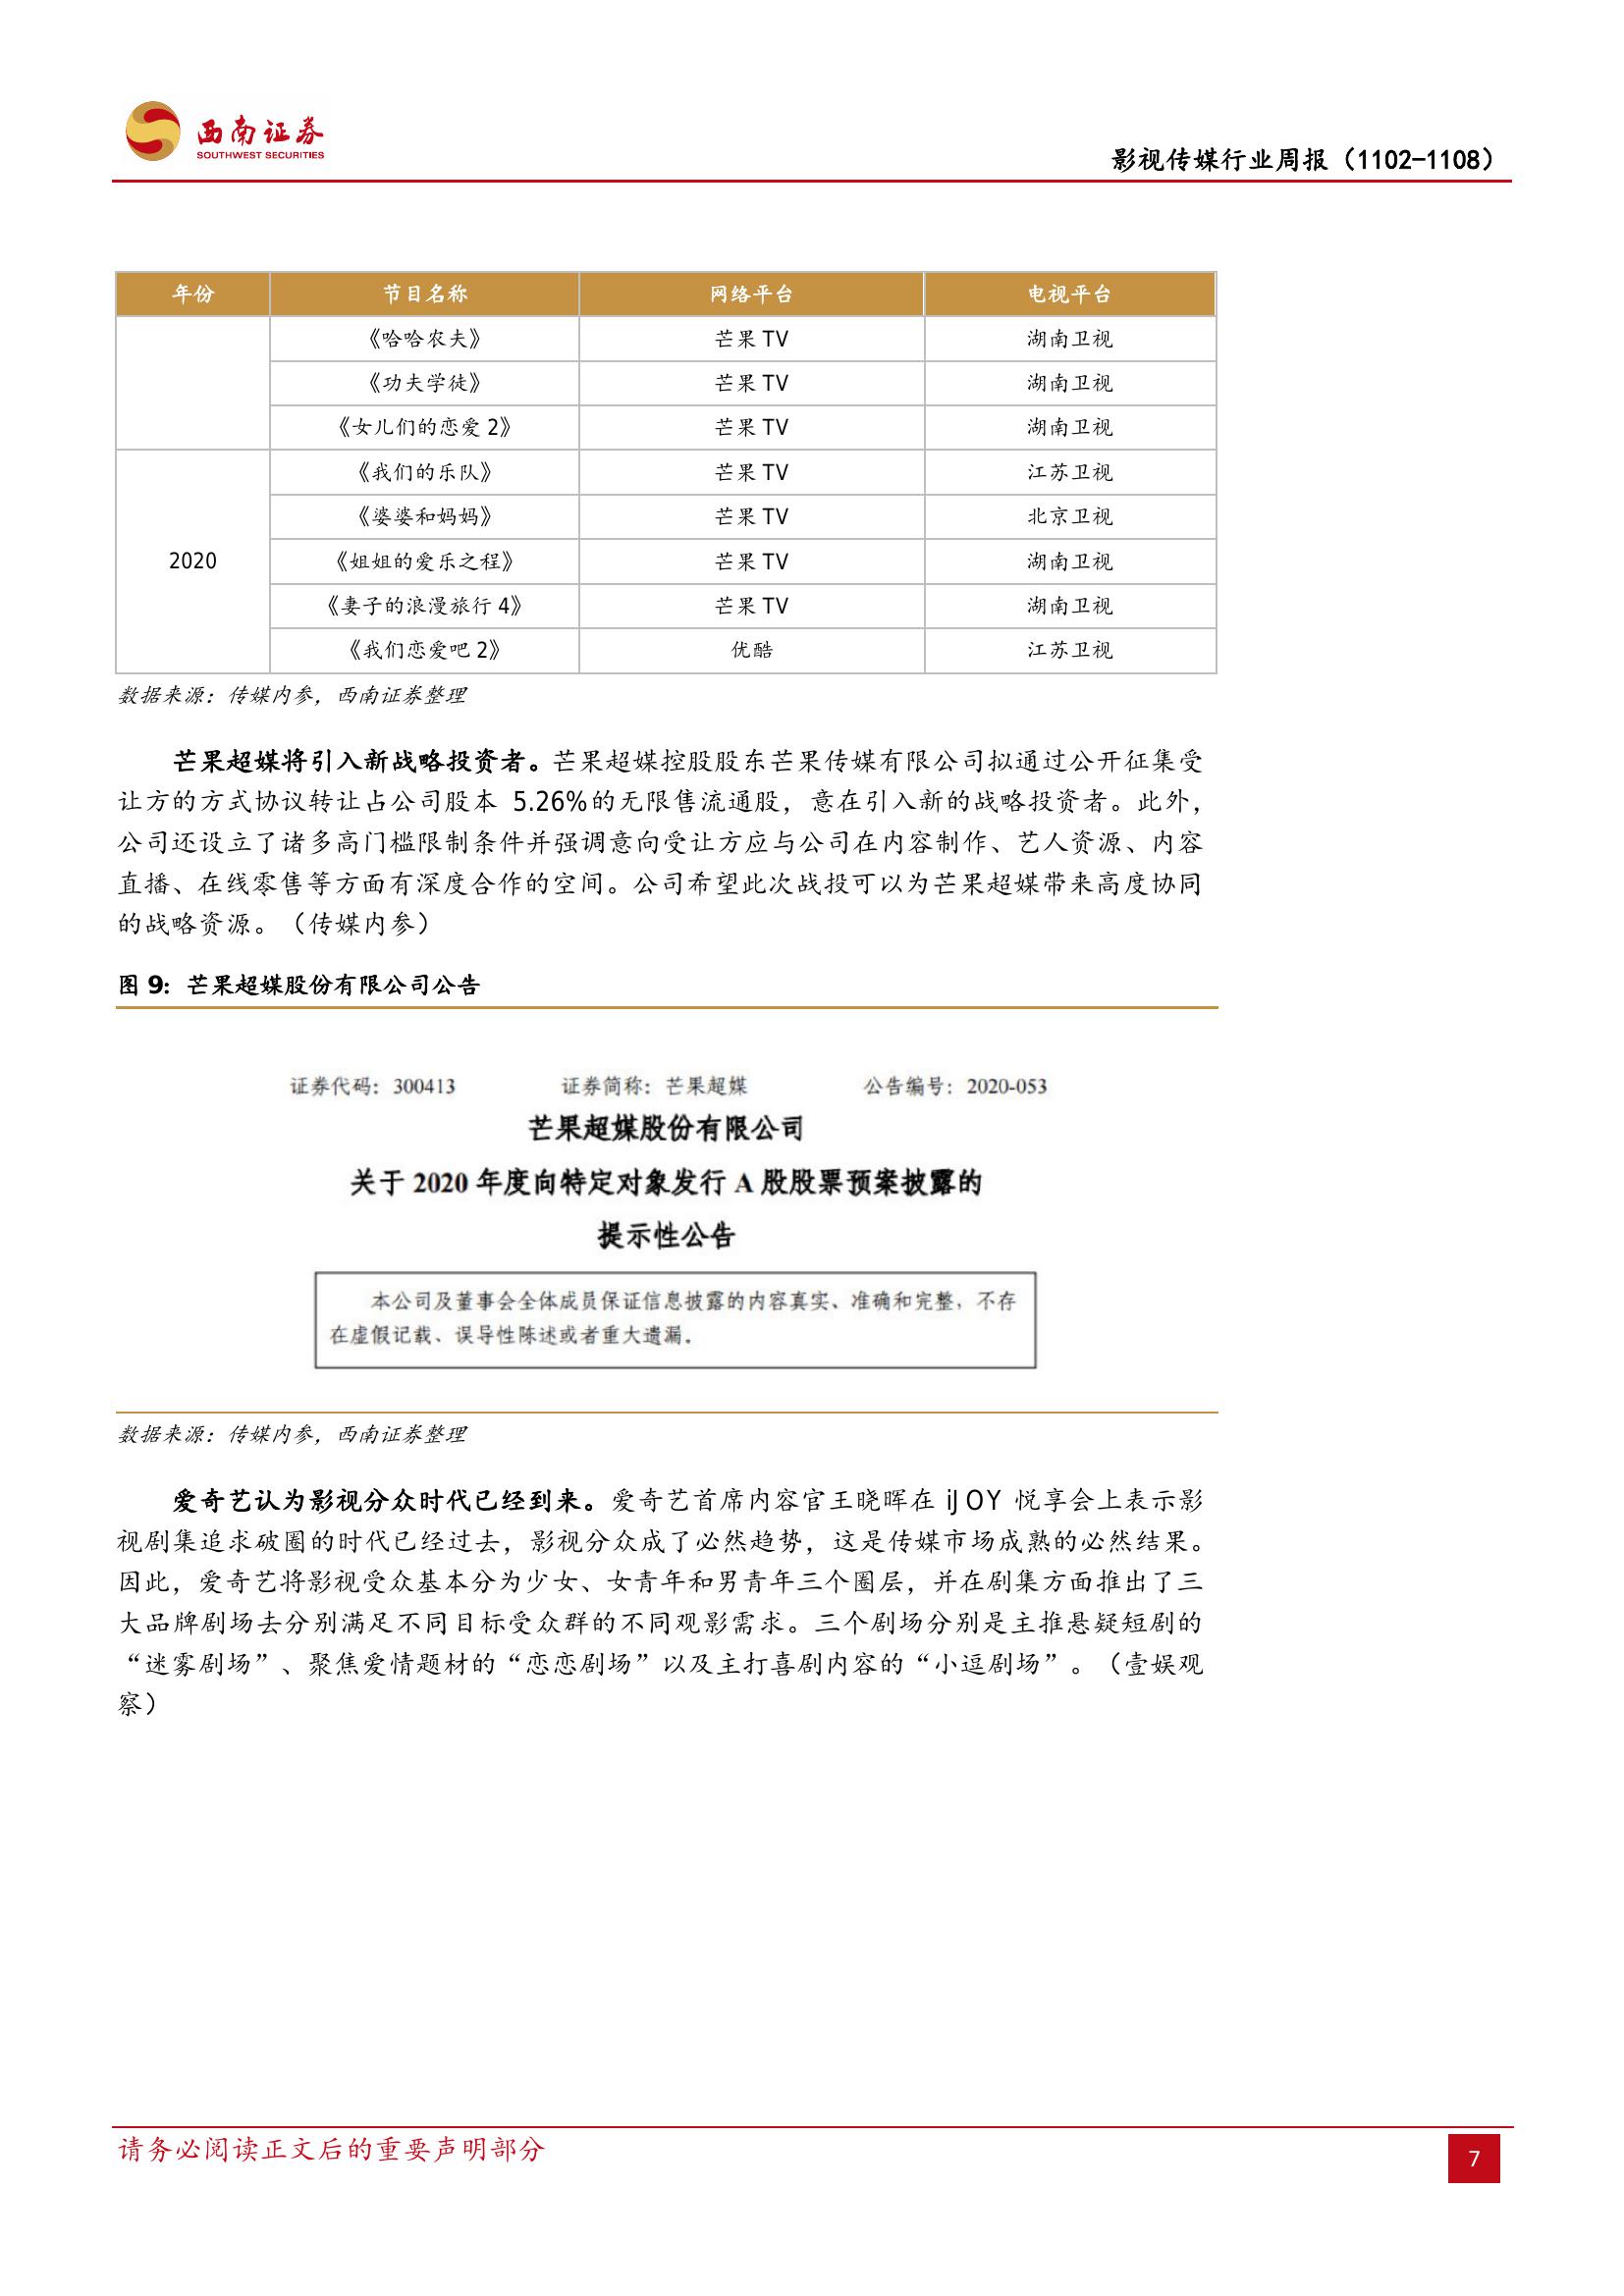 西南证券
SOUTHWEST SECURITIES
影视传媒行业周报（1102-1108）
年份 节目名称 网络平台 电视平台
《哈哈农夫》 芒果 TV 湖南卫视
《功夫学徒》 芒果 TV 湖南卫视
《女儿们的恋爱 2》 芒果 TV 湖南卫视
《我们的乐队》 芒果 TV 江苏卫视
《婆婆和妈妈》 芒果 TV 北京卫视
2020 《姐姐的爱乐之程》 芒果 TV 湖南卫视
《妻子的浪漫旅行 4》 芒果 TV 湖南卫视
《我们恋爱吧 2》 优酷 江苏卫视
数据来源：传媒内参，西南证券整理
芒果超媒将引入新战略投资者。芒果超媒控股股东芒果传媒有限公司拟通过公开征集受
让方的方式协议转让占公司股本 5.26%的无限售流通股，意在引入新的战略投资者。此外，
公司还设立了诸多高门槛限制条件并强调意向受让方应与公司在内容制作、艺人资源、内容
直播、在线零售等方面有深度合作的空间。公司希望此次战投可以为芒果超媒带来高度协同
的战略资源。（传媒内参）
图 9：芒果超媒股份有限公司公告
证券代码：300413 证券简称：芒果超媒 公告编号：2020-053
芒果超媒股份有限公司
关于 2020 年度向特定对象发行 A 股股票预案披露的
提示性公告
本公司及董事会全体成员保证信息披露的内容真实、准确和完整，不存
在虚假记载、误导性陈述或者重大遗漏。
数据来源：传媒内参，西南证券整理
爱奇艺认为影视分众时代已经到来。爱奇艺首席内容官王晓晖在 iJOY 悦享会上表示影
视剧集追求破圈的时代已经过去，影视分众成了必然趋势，这是传媒市场成熟的必然结果。
因此，爱奇艺将影视受众基本分为少女、女青年和男青年三个圈层，并在剧集方面推出了三
大品牌剧场去分别满足不同目标受众群的不同观影需求。三个剧场分别是主推悬疑短剧的
“迷雾剧场”、聚焦爱情题材的“恋恋剧场”以及主打喜剧内容的“小逗剧场”。（壹娱观
察）
请务必阅读正文后的重要声明部分
7